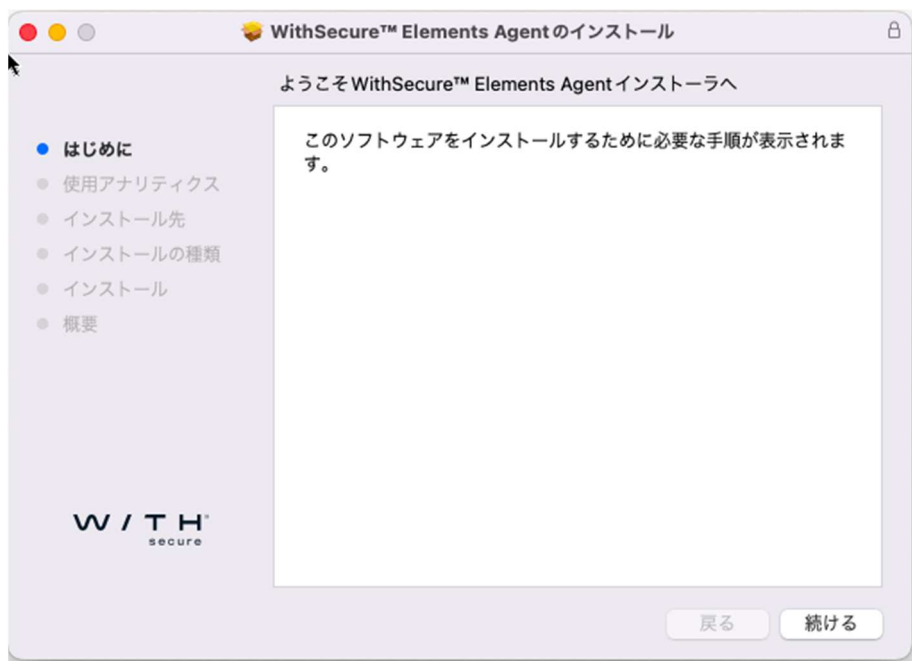 WithSecure™ Elements Agentのインストール
ようこそWithSecure™ Elements Agentインストーラへ
はじめに
使用アナリティクス
インストール先
インストールの種類
インストール
概要
このソフトウェアをインストールするために必要な手順が表示されま
す。
W / T H
secure
戻る
続ける